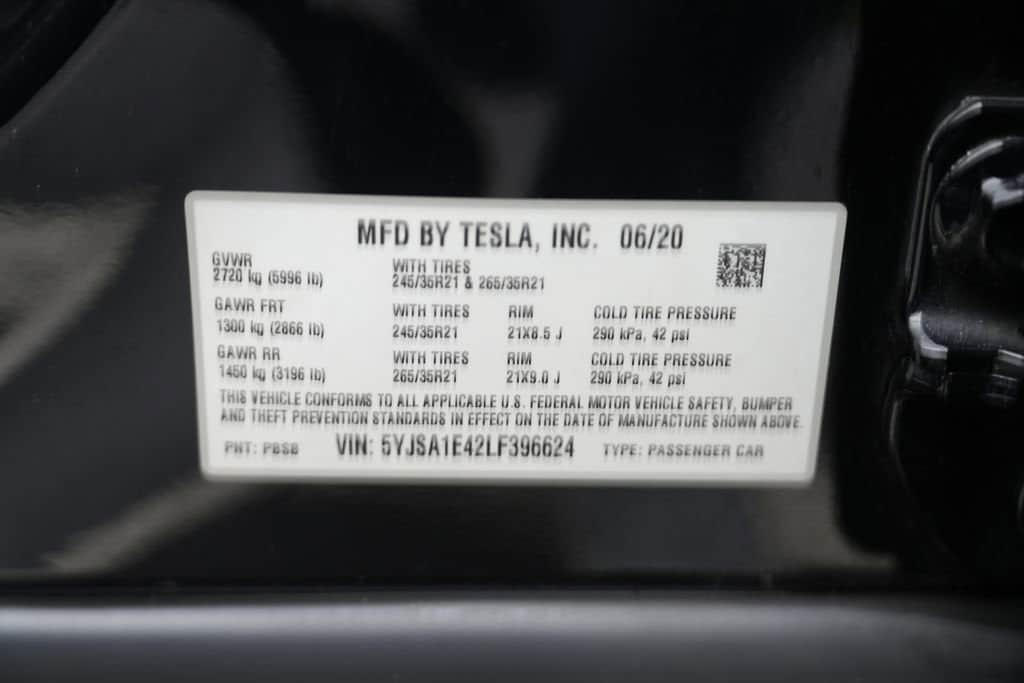 MFD BY TESLA, INC. 06/20
GVWR
2720 kg (5996 lb)
WITH TIRES
245/35R21 & 265/35R21
GAWR FRT
1300 kg (2866 lb)
WITH TIRES
245/35R21
RIM
21X8.5 J
COLD TIRE PRESSURE
290 kPa, 42 psi
GAWR RR
1450 kg (3196 lb)
WITH TIRES
265/35R21
RIM
21X9.0 J
COLD TIRE PRESSURE
290 kPa, 42 psi
THIS VEHICLE CONFORMS TO ALL APPLICABLE U.S. FEDERAL MOTOR VEHICLE SAFETY, BUMPER
AND THEFT PREVENTION STANDARDS IN EFFECT ON THE DATE OF MANUFACTURE SHOWN ABOVE.
PNT: PBSB VIN: 5YJSA1E42LF396624 TYPE: PASSENGER CAR